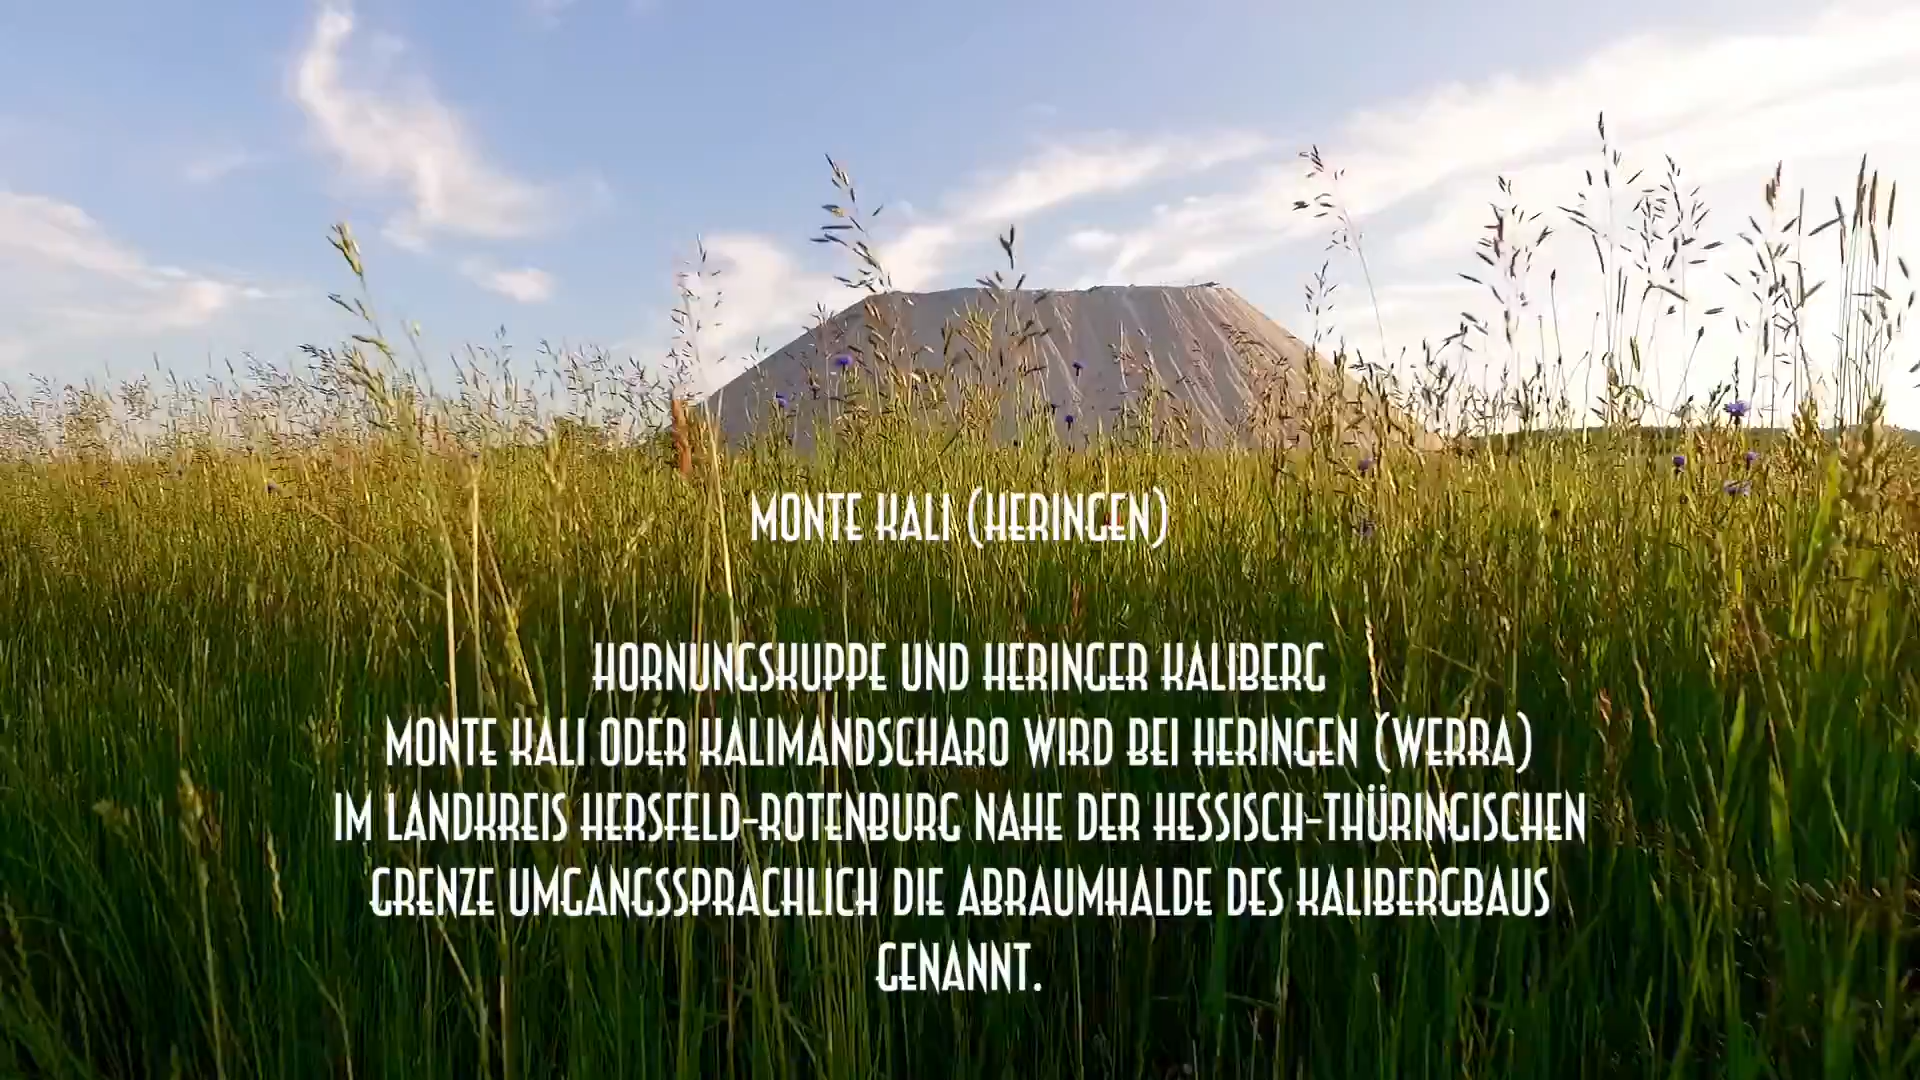 MONTE KALI (HERINGEN)
HORNUNGSKUPPE UND HERINGER KALIBERG
MONTE KALI ODER KALIMANDSCHARO WIRD BEI HERINGEN (WERRA)
IM LANDKREIS HERSFELD-ROTENBURG NAHE DER HESSISCH-THÜRINGISCHEN
GRENZE UMGANGSSPRACHLICH DIE ABRAUMHALDE DES KALIBERGBAUS
GENANNT.